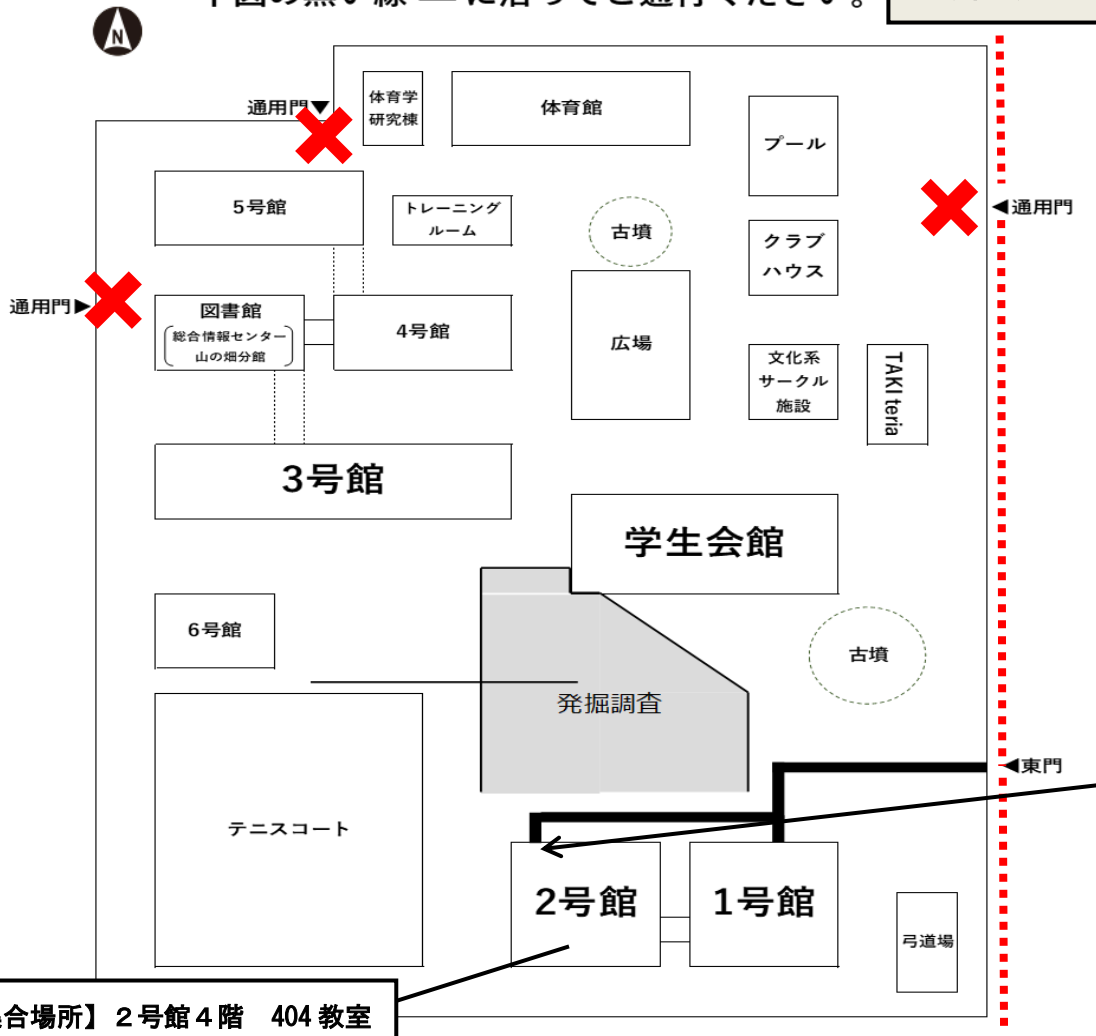 下図の黒い線 ━ に沿ってご通行ください。
N
通用門▼
体育学
研究棟
体育館
プール
5号館
トレーニング
ルーム
古墳
◀通用門
クラブ
ハウス
通用門▶
図書館
(総合情報センター
山の畑分館)
4号館
広場
文化系
サークル
施設
TAKI teria
3号館
学生会館
6号館
古墳
発掘調査
◀東門
テニスコート
2号館
1号館
弓道場
合場所】２号館４階 404 教室